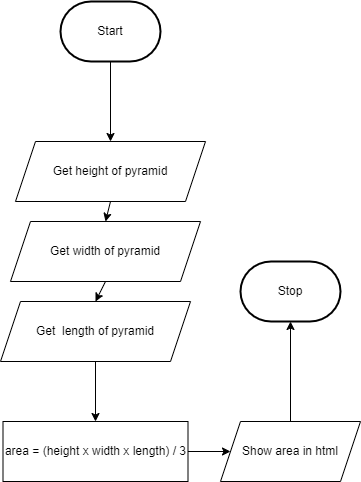 Start
Get height of pyramid
Get width of pyramid
Get length of pyramid
area = (height x width x length) / 3
Show area in html
Stop